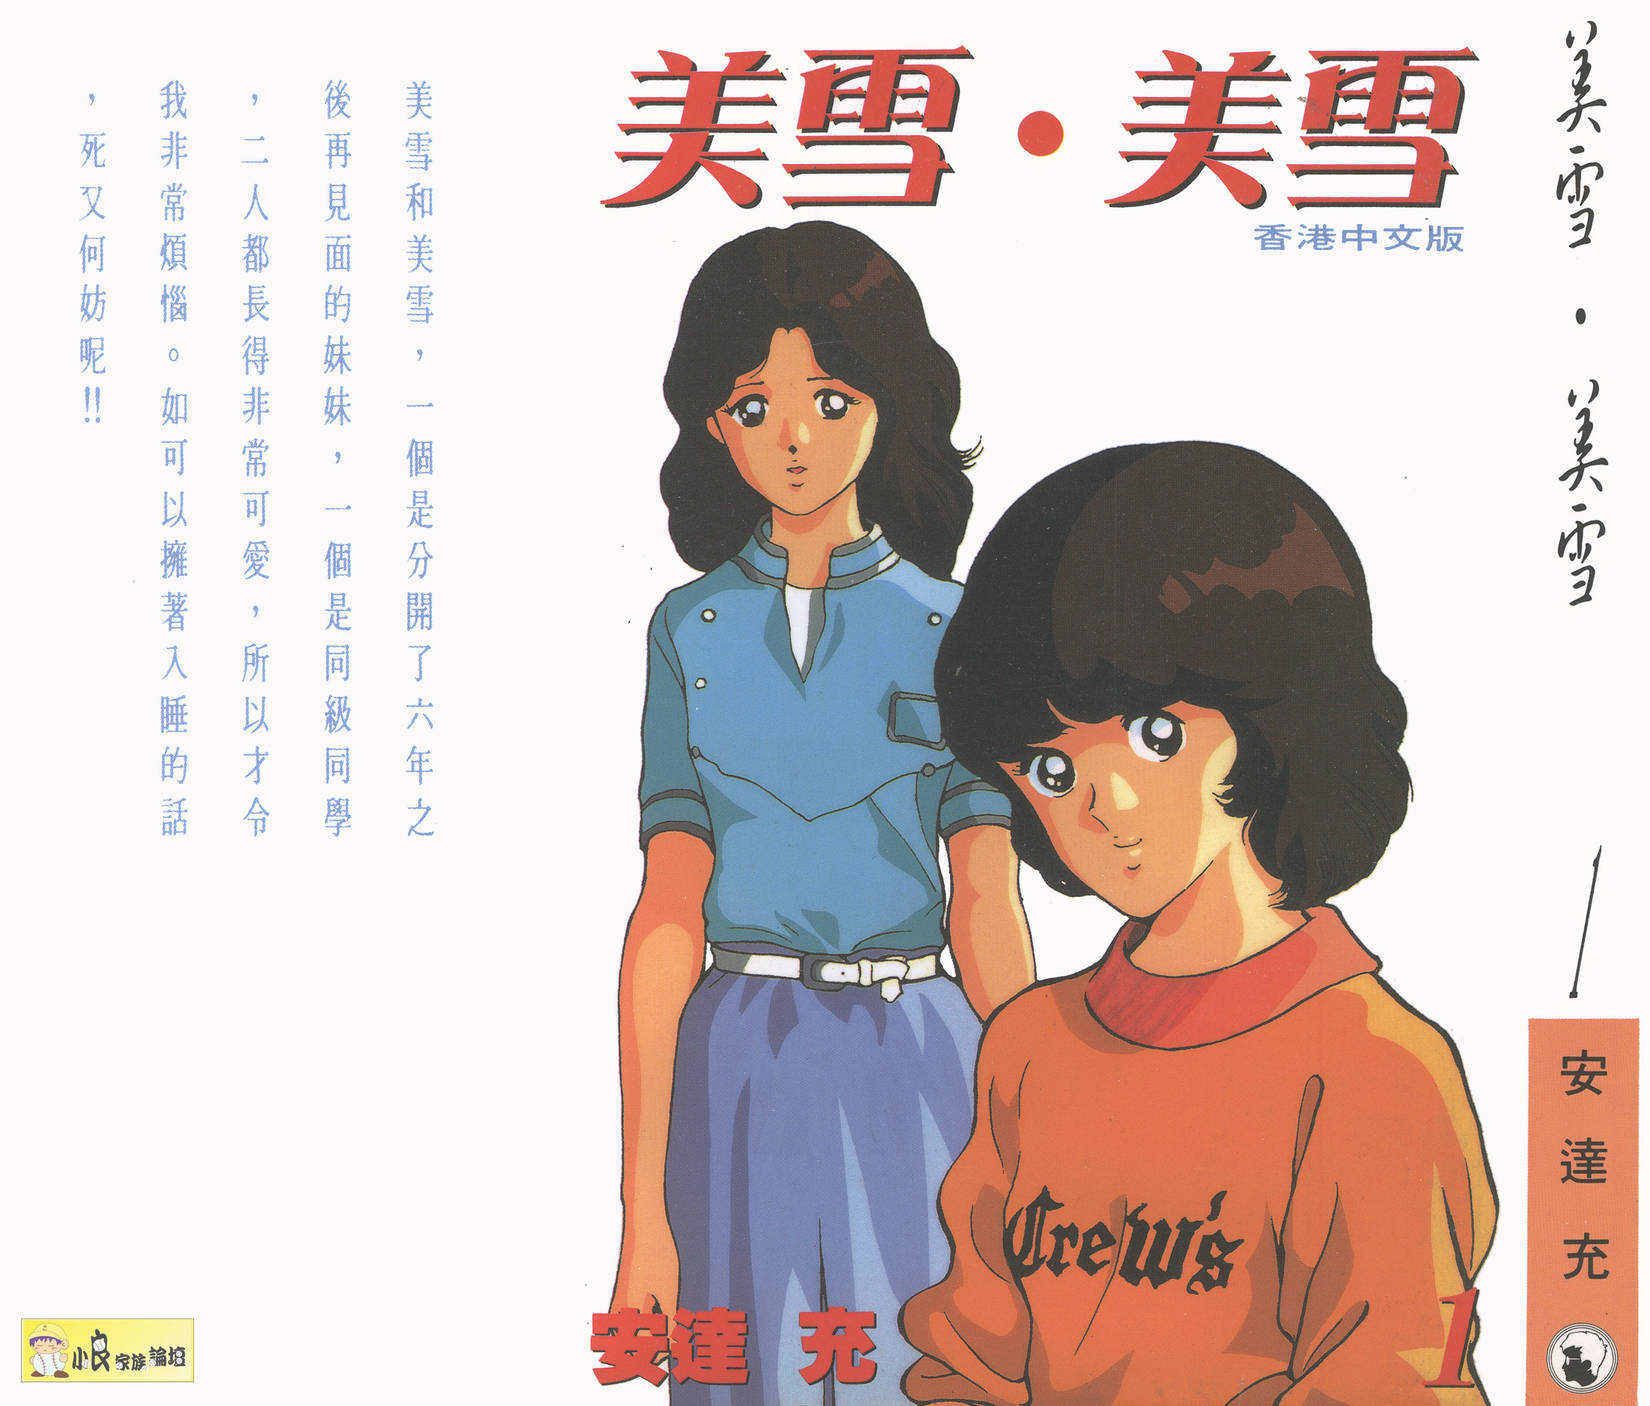 美雪・美雪
香港中文版
美雪和美雪，一個是分開了六年之
後再見面的妹妹，一個是同級同學
，二人都長得非常可愛，所以才令
我非常煩惱。如可以擁著入睡的話
，死又何妨呢!!
Crew's
安達 充
1
美雪・美雪 1
安達充
小良家族論壇